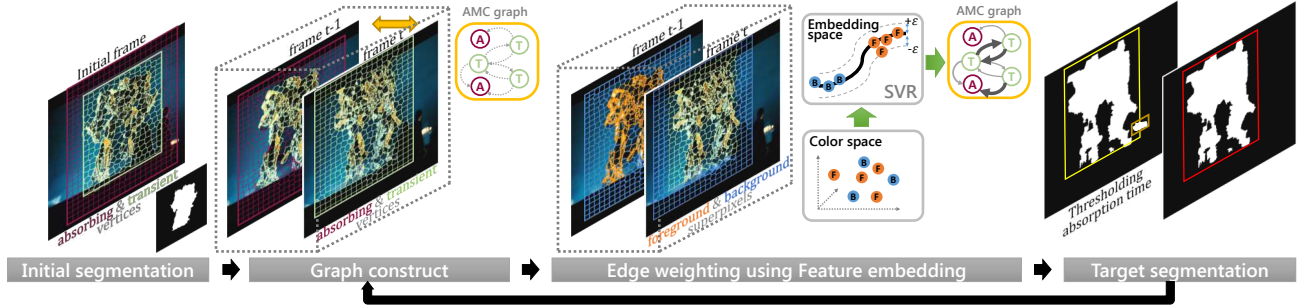 Initial frame
absorbing & transient
vertices
frame t-1
frame t
absorbing & transient
vertices
AMC graph
A
T
T
A
T
frame t-1
frame t
foreground & background
superpixels
Embedding
space
+ε
-ε
F
F
F
F
B
B
B
SVR
Color space
B
F
F
B
F
F
B
B
AMC graph
A
T
T
A
T
Thresholding
absorption time
Initial segmentation
Graph construct
Edge weighting using Feature embedding
Target segmentation